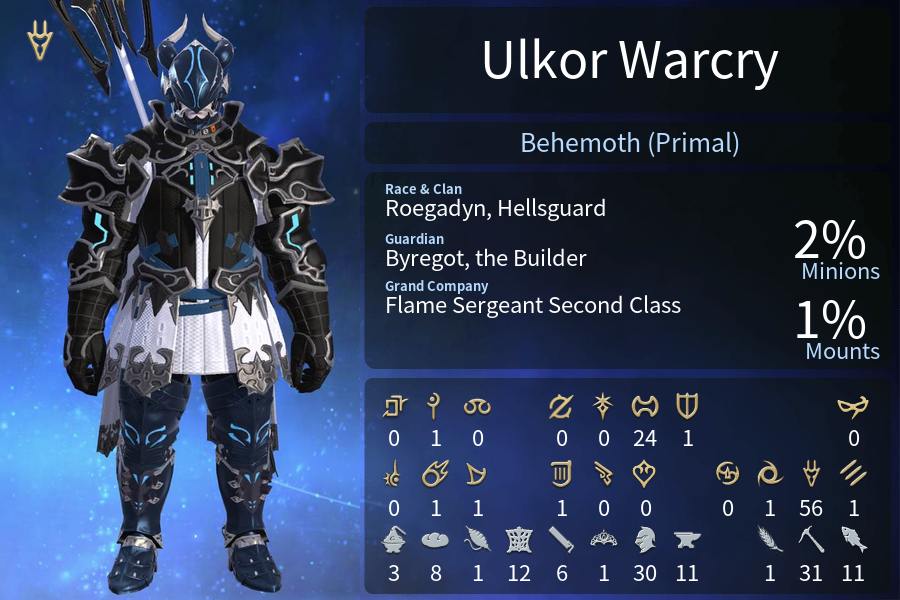 Ulkor Warcry
Behemoth (Primal)
Race & Clan
Roegadyn, Hellsguard
Guardian
Byregot, the Builder
Grand Company
Flame Sergeant Second Class
2%
Minions
1%
Mounts
0 1 0 0 0 24 1 0
0 1 1 1 0 0 0 1 56 1
3 8 1 12 6 1 30 11 1 31 11